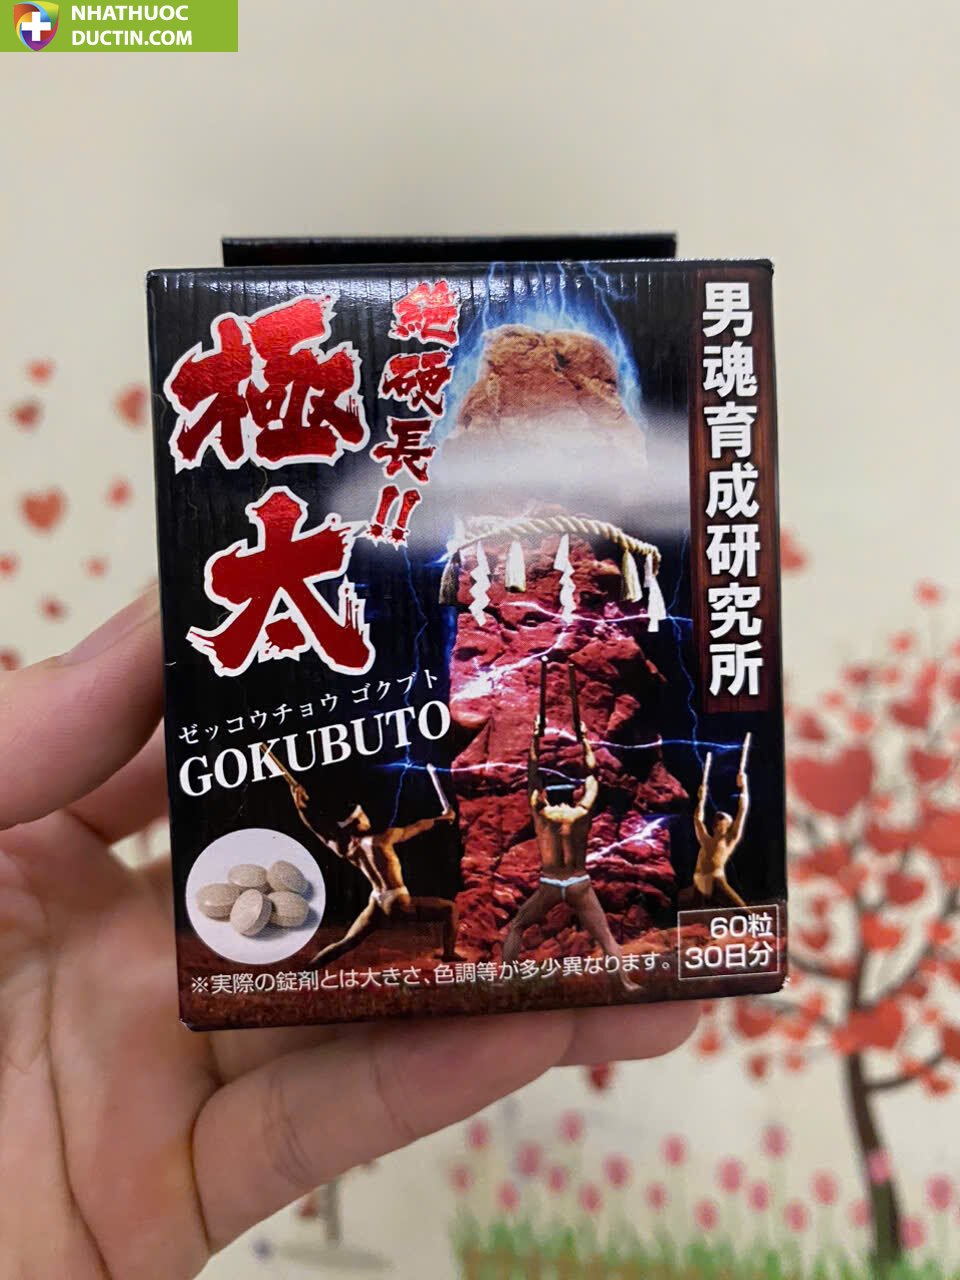 NHATHUOC
DUCTIN.COM
男魂育成研究所
絶硬長!!
極太
ゼッコウチョウ ゴクブト
GOKUBUTO
60粒
30日分
※実際の錠剤とは大きさ、色調等が多少異なります。